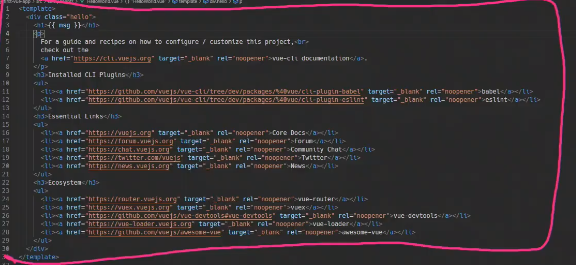 <template>
<div class="hello">
<h1>{{ msg }}</h1>
<p>
For a guide and recipes on how to configure / customize this project,<br>
check out the
<a href="https://cli.vuejs.org" target="_blank" rel="noopener">vue-cli documentation</a>.
</p>
<h3>Installed CLI Plugins</h3>
<ul>
<li><a href="https://github.com/vuejs/vue-cli/tree/dev/packages/%40vue/cli-plugin-babel" target="_blank" rel="noopener">babel</a></li>
<li><a href="https://github.com/vuejs/vue-cli/tree/dev/packages/%40vue/cli-plugin-eslint" target="_blank" rel="noopener">eslint</a></li>
</ul>
<h3>Essential Links</h3>
<ul>
<li><a href="https://vuejs.org" target="_blank" rel="noopener">Core Docs</a></li>
<li><a href="https://forum.vuejs.org" target="_blank" rel="noopener">Forum</a></li>
<li><a href="https://chat.vuejs.org" target="_blank" rel="noopener">Community Chat</a></li>
<li><a href="https://twitter.com/vuejs" target="_blank" rel="noopener">Twitter</a></li>
<li><a href="https://news.vuejs.org" target="_blank" rel="noopener">News</a></li>
</ul>
<h3>Ecosystem</h3>
<ul>
<li><a href="https://router.vuejs.org" target="_blank" rel="noopener">vue-router</a></li>
<li><a href="https://vuex.vuejs.org" target="_blank" rel="noopener">vuex</a></li>
<li><a href="https://github.com/vuejs/vue-devtools#vue-devtools" target="_blank" rel="noopener">vue-devtools</a></li>
<li><a href="https://vue-loader.vuejs.org" target="_blank" rel="noopener">vue-loader</a></li>
<li><a href="https://github.com/vuejs/awesome-vue" target="_blank" rel="noopener">awesome-vue</a></li>
</ul>
</div>
</template>